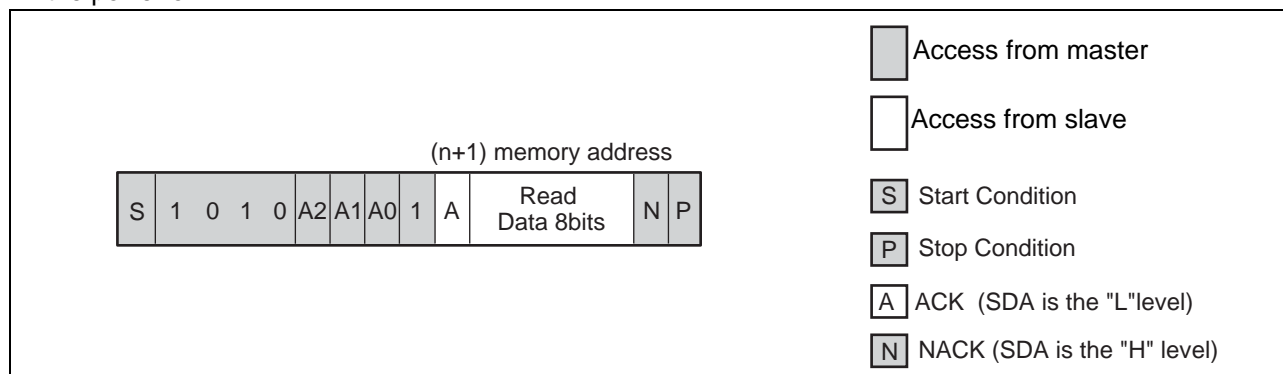 (n+1) memory address
S 1 0 1 0 A2 A1 A0 1 A Read Data 8bits N P
Access from master
Access from slave
S Start Condition
P Stop Condition
A ACK (SDA is the "L"level)
N NACK (SDA is the "H" level)